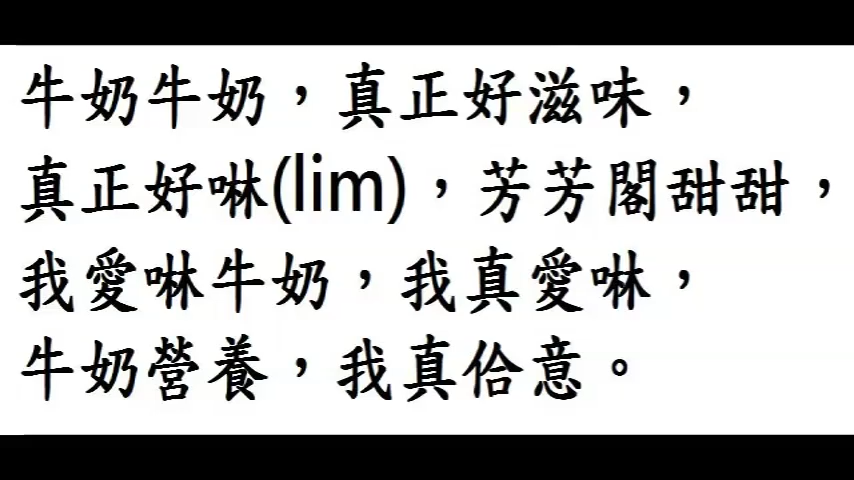 牛奶牛奶，真正好滋味，
真正好啉(lim)，芳芳閣甜甜，
我愛啉牛奶，我真愛啉，
牛奶營養，我真佮意。